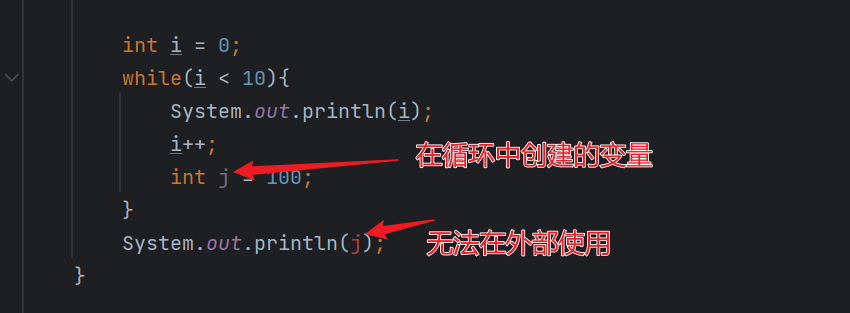 int i = 0;
while(i < 10){
System.out.println(i);
i++;
在循环中创建的变量
int j = 100;
}
System.out.println(j);
无法在外部使用
}